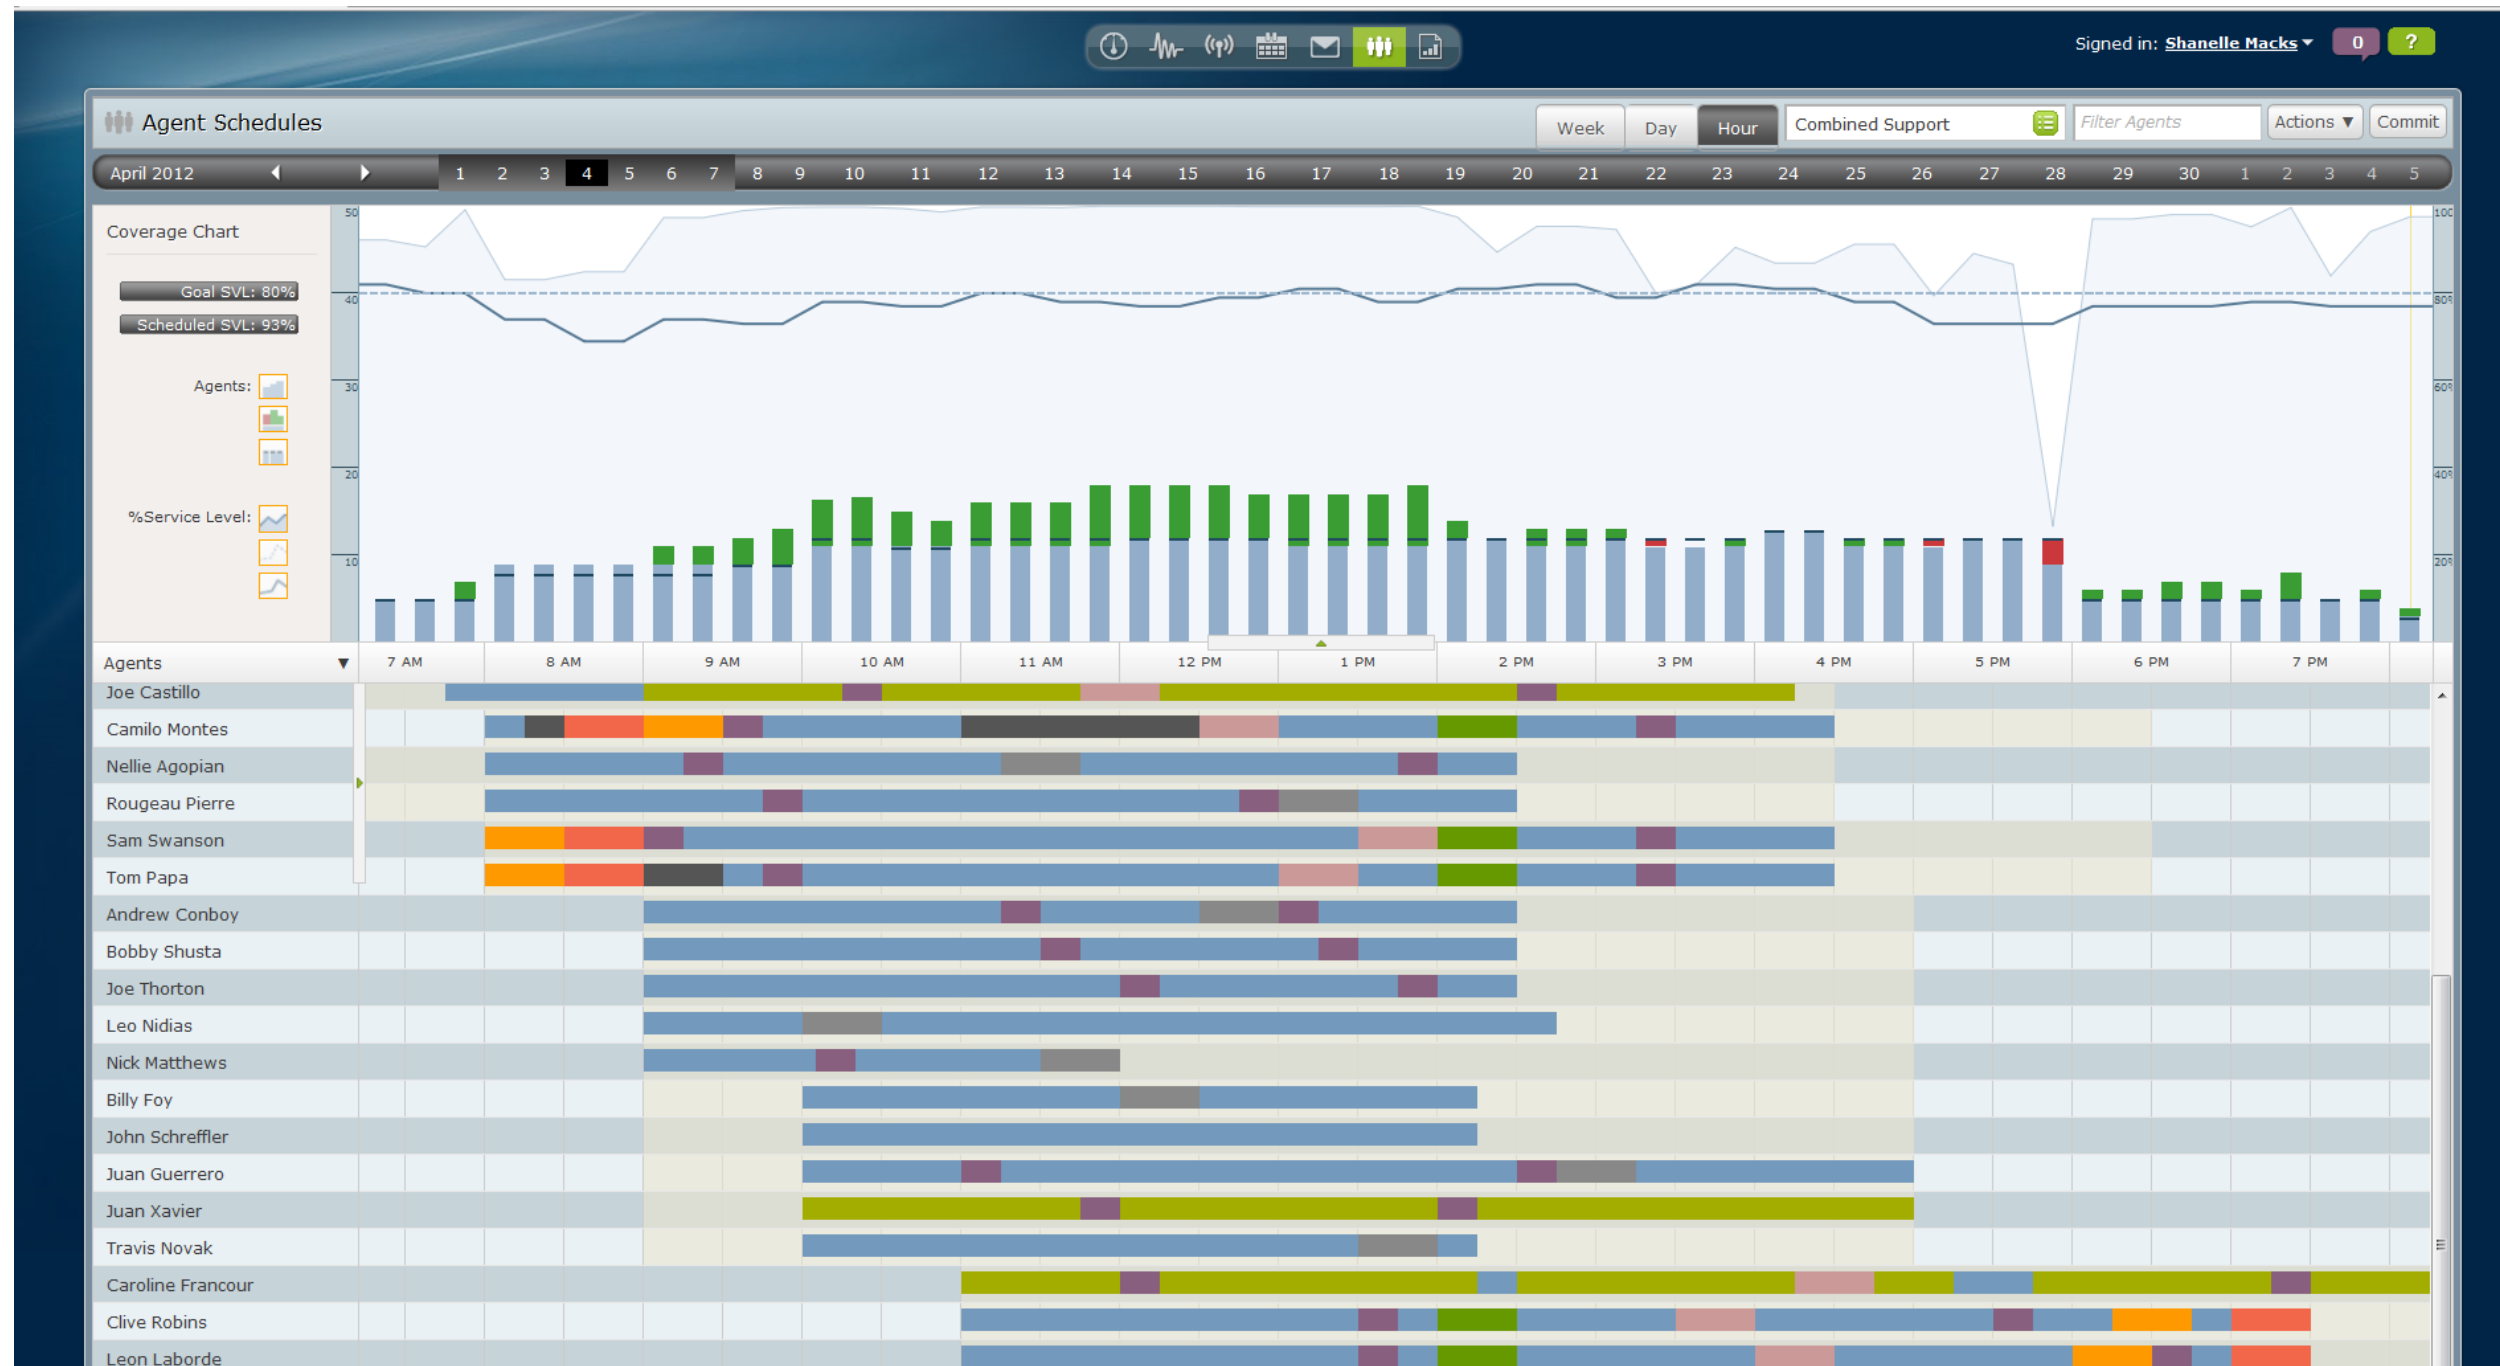 Signed in: Shanelle Macks ▾ 0 ?
Agent Schedules Week Day Hour Combined Support Filter Agents Actions ▼ Commit
April 2012 1 2 3 4 5 6 7 8 9 10 11 12 13 14 15 16 17 18 19 20 21 22 23 24 25 26 27 28 29 30 1 2 3 4 5
Coverage Chart
Goal SVL: 80%
Scheduled SVL: 93%
Agents:
%Service Level:
50
40
30
20
10
100
80%
60%
40%
20%
Agents ▼ 7 AM 8 AM 9 AM 10 AM 11 AM 12 PM 1 PM 2 PM 3 PM 4 PM 5 PM 6 PM 7 PM
Joe Castillo
Camilo Montes
Nellie Agopian
Rougeau Pierre
Sam Swanson
Tom Papa
Andrew Conboy
Bobby Shusta
Joe Thorton
Leo Nidias
Nick Matthews
Billy Foy
John Schreffler
Juan Guerrero
Juan Xavier
Travis Novak
Caroline Francour
Clive Robins
Leon Laborde